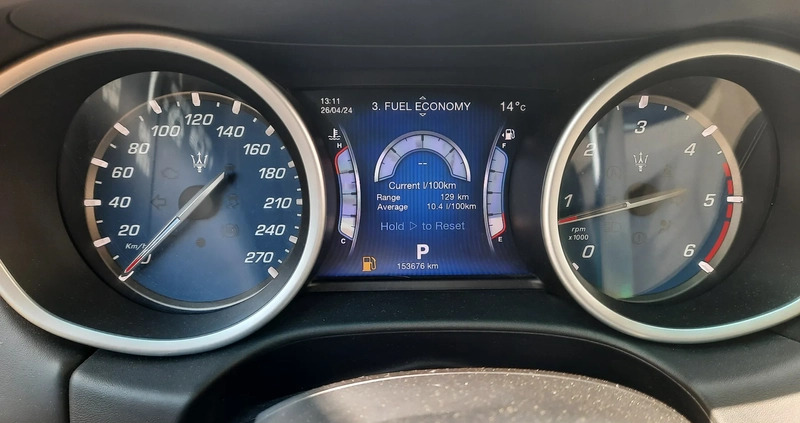 20
40
60
80
100
120
140
160
180
210
240
270
Km/h
13:11
26/04/24
3. FUEL ECONOMY
14°C
H
C
F
E
--
Current l/100km
Range 129 km
Average 10.4 l/100km
Hold ▷ to Reset
P
153676 km
0
1
2
3
4
5
6
rpm
x1000